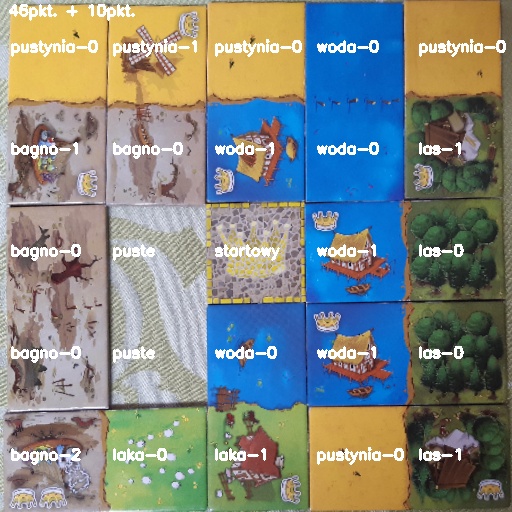 46pkt. + 10pkt.
pustynia-0 pustynia-1 pustynia-0 woda-0 pustynia-0
bagno-1 bagno-0 woda-1 woda-0 las-1
bagno-0 puste startowy woda-1 las-0
bagno-0 puste woda-0 woda-1 las-0
bagno-2 laka-0 laka-1 pustynia-0 las-1